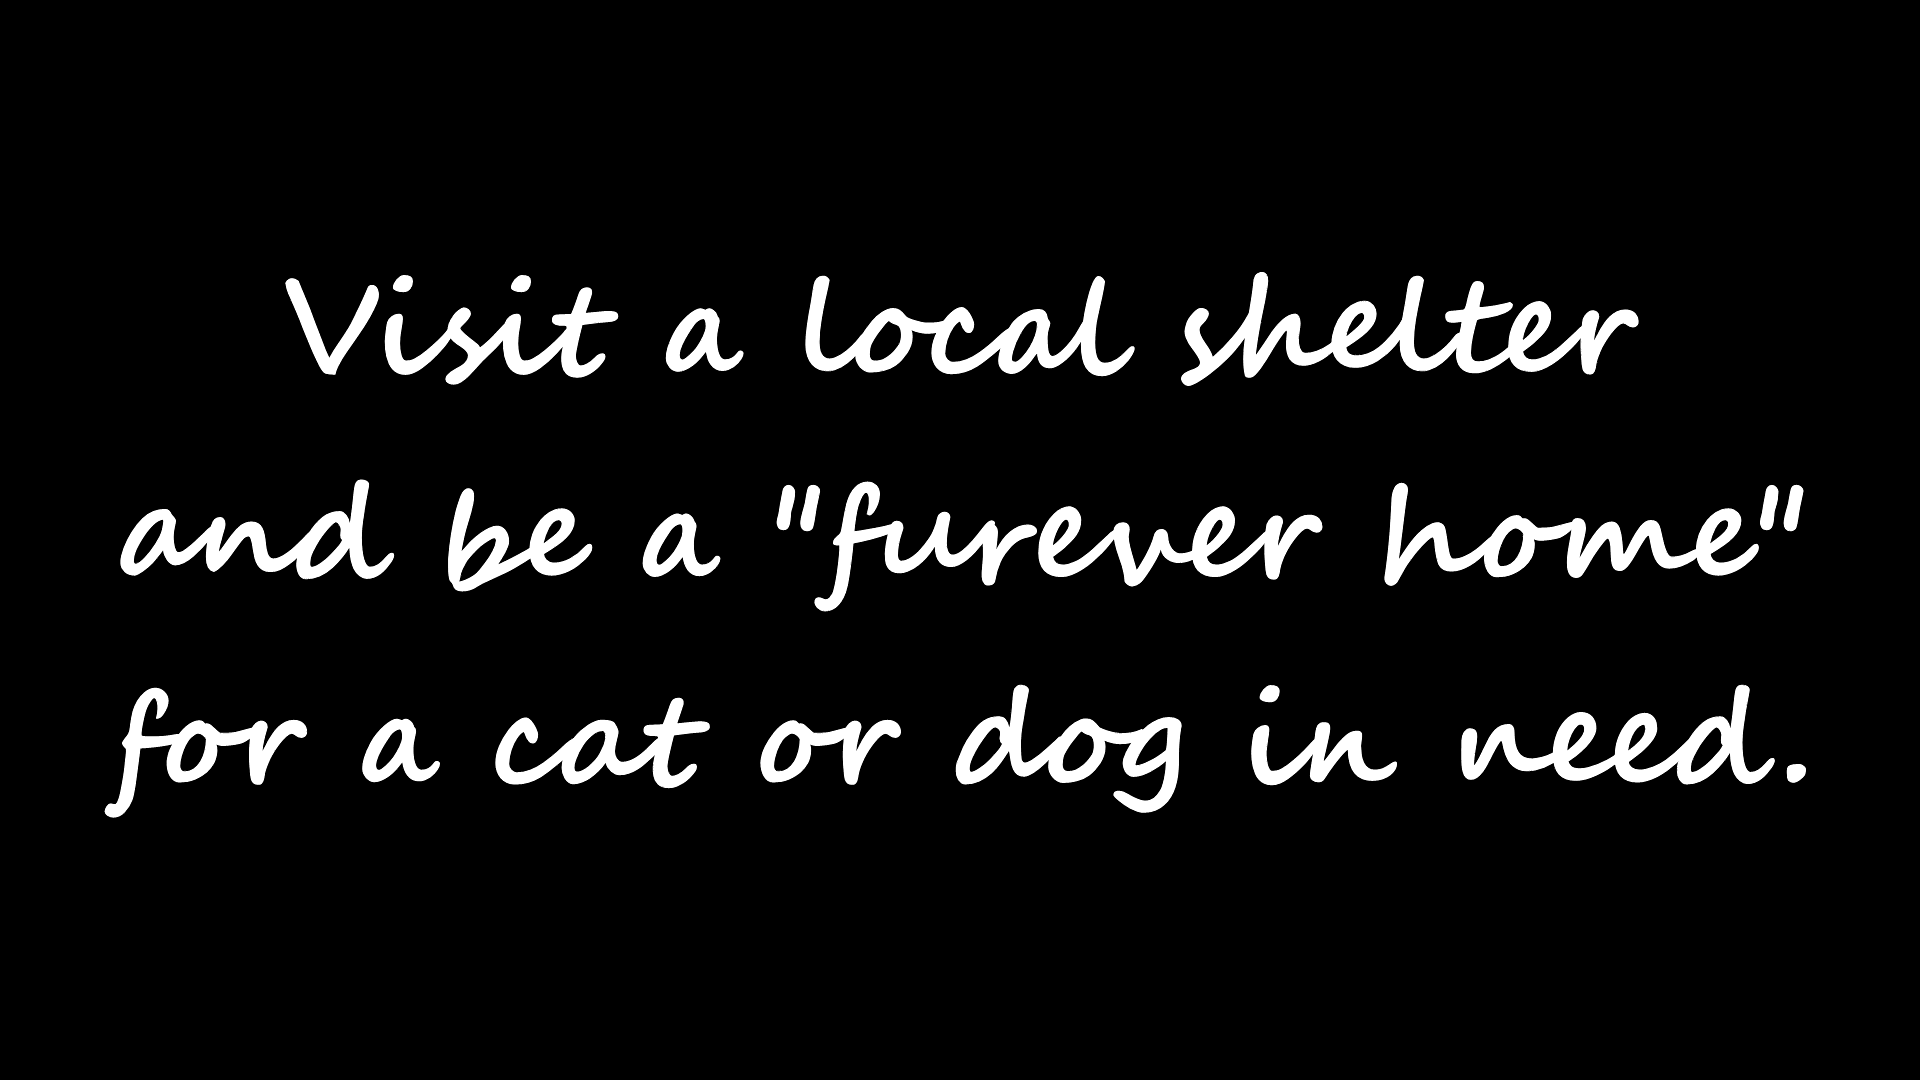 Visit a local shelter
and be a "furever home"
for a cat or dog in need.